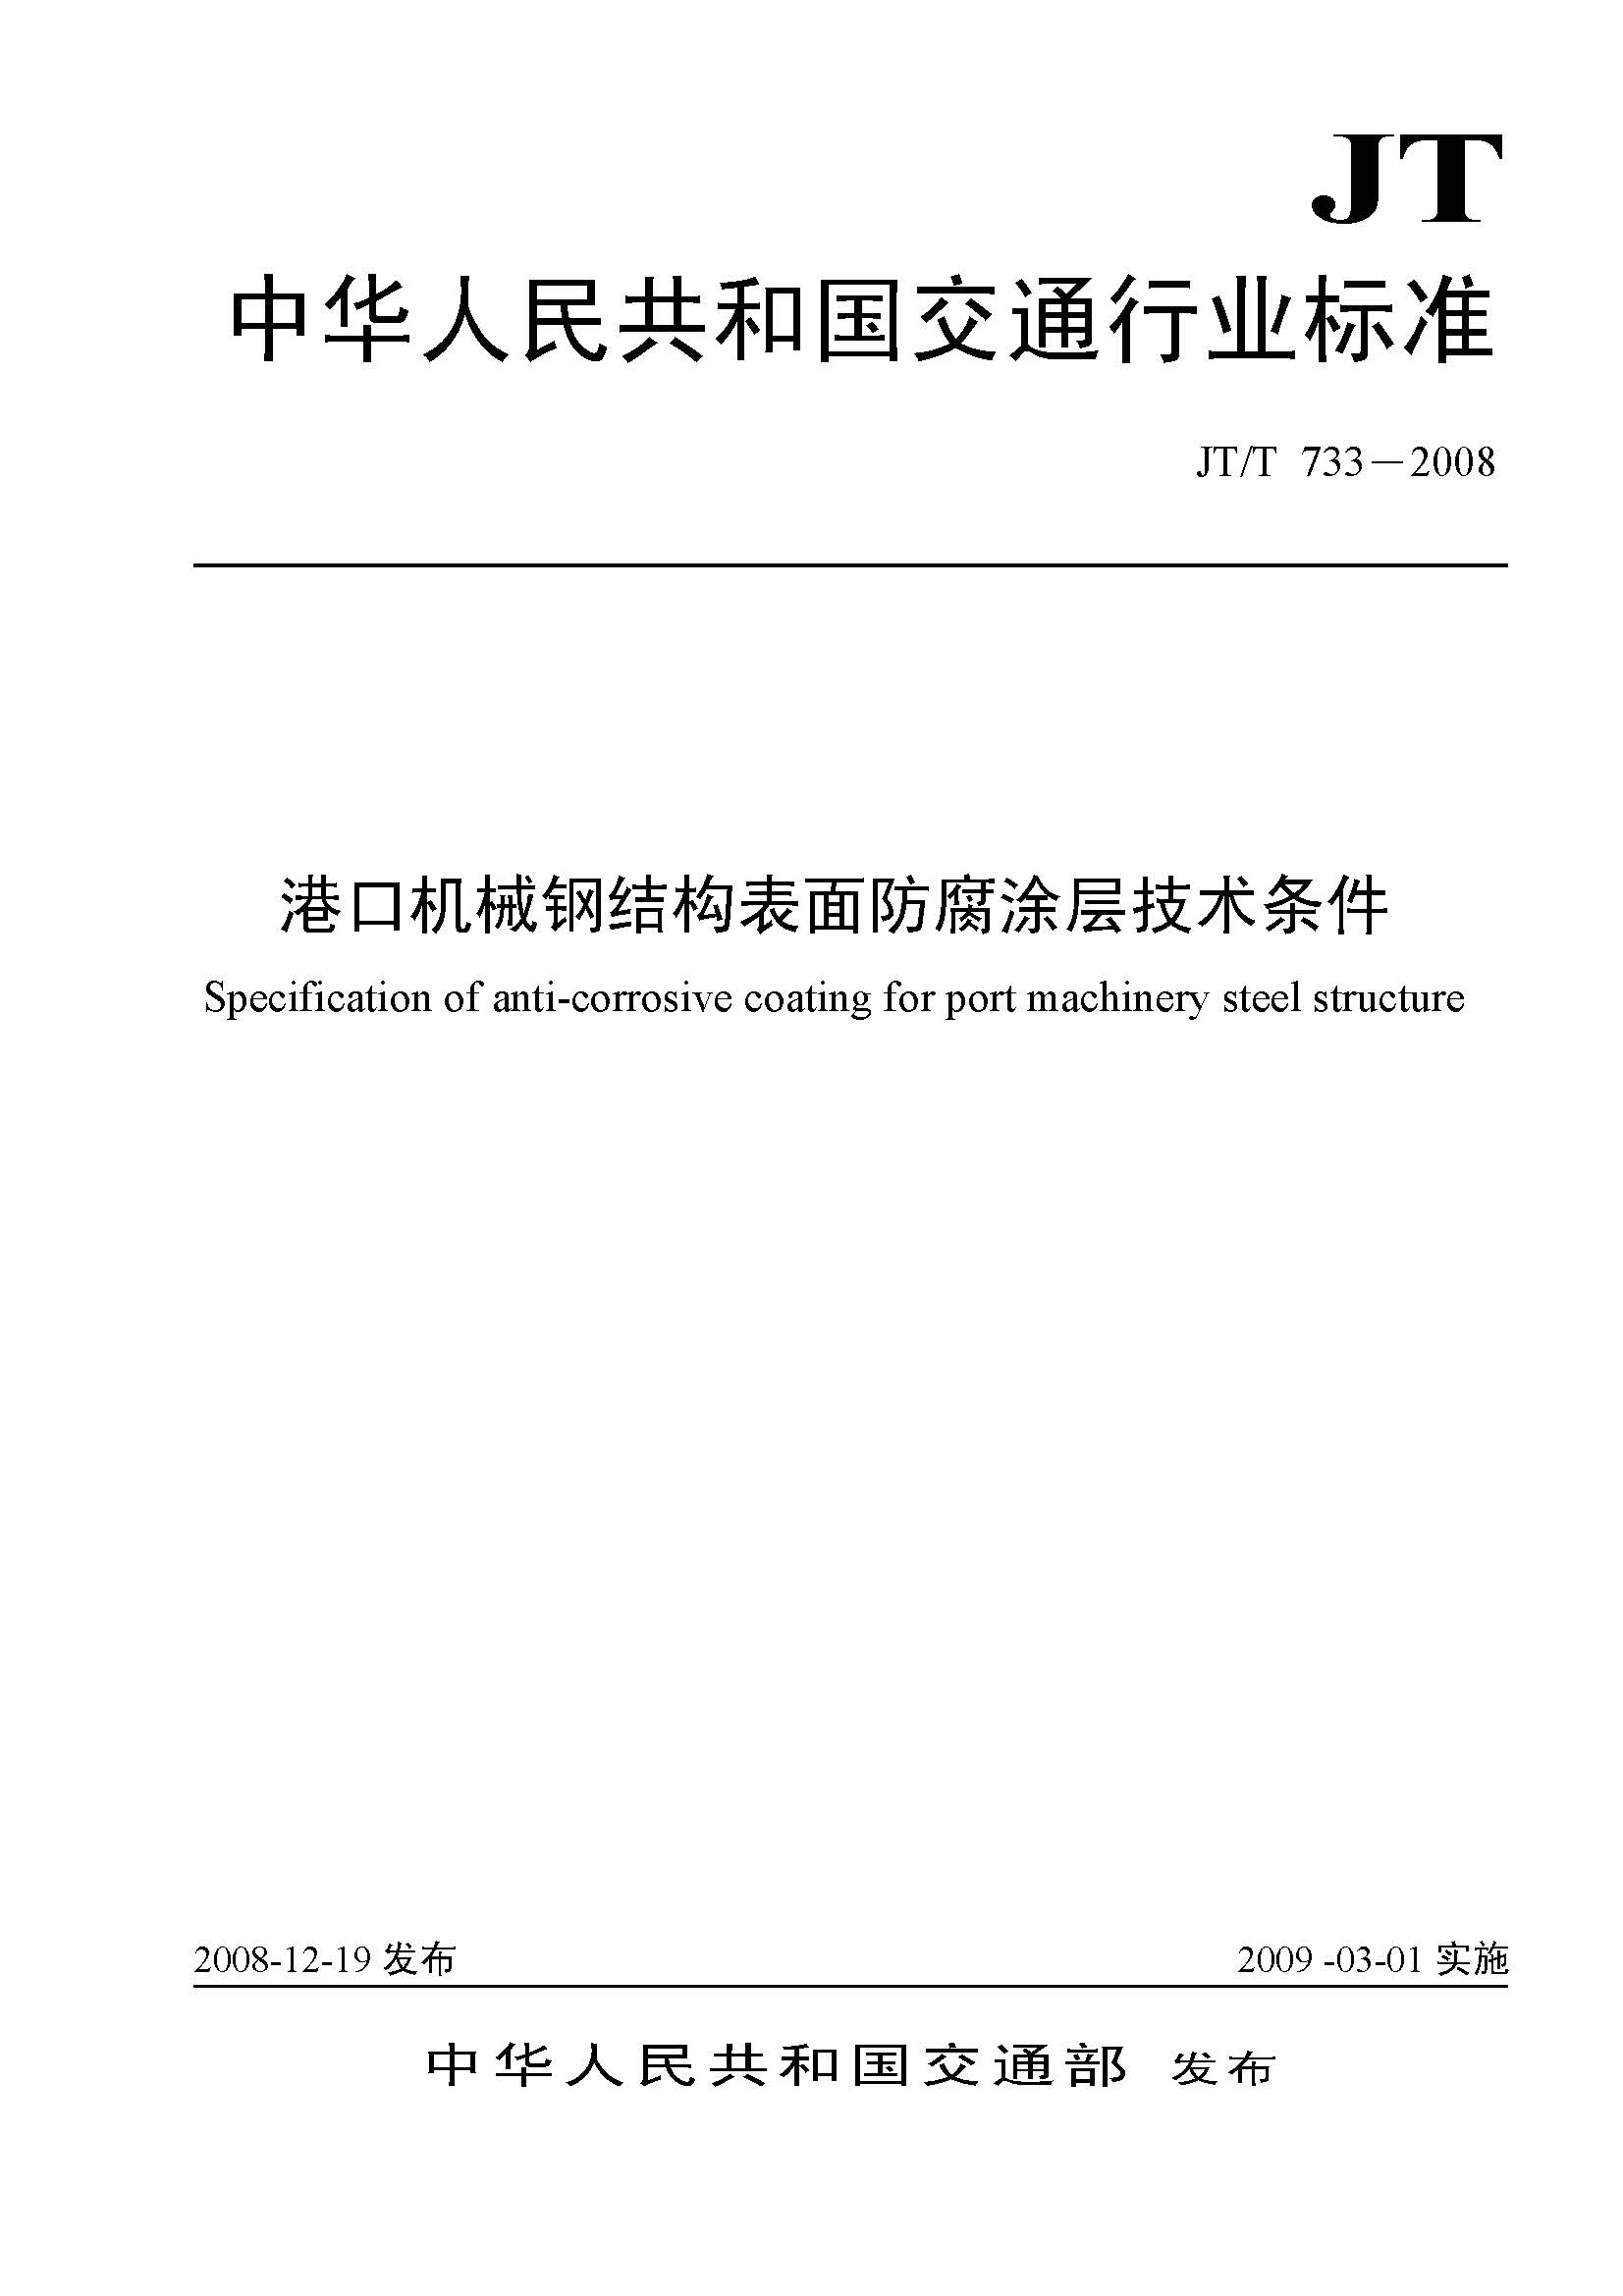 JT
中华人民共和国交通行业标准
JT/T 733—2008
港口机械钢结构表面防腐涂层技术条件
Specification of anti-corrosive coating for port machinery steel structure
2008-12-19 发布
2009 -03-01 实施
中华人民共和国交通部 发布